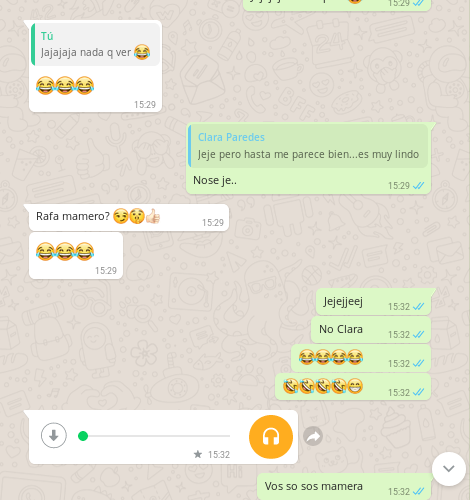 15:29
Tú
Jajajaja nada q ver 😂
😂😂😂
15:29
Clara Paredes
Jeje pero hasta me parece bien...es muy lindo
Nose je..
15:29
Rafa mamero? 😏🤫👍🏻
15:29
😂😂😂
15:29
Jejejjeej
15:32
No Clara
15:32
😂😂😂😂
15:32
🤣🤣🤣🤣😁
15:32
15:32
Vos so sos mamera
15:32